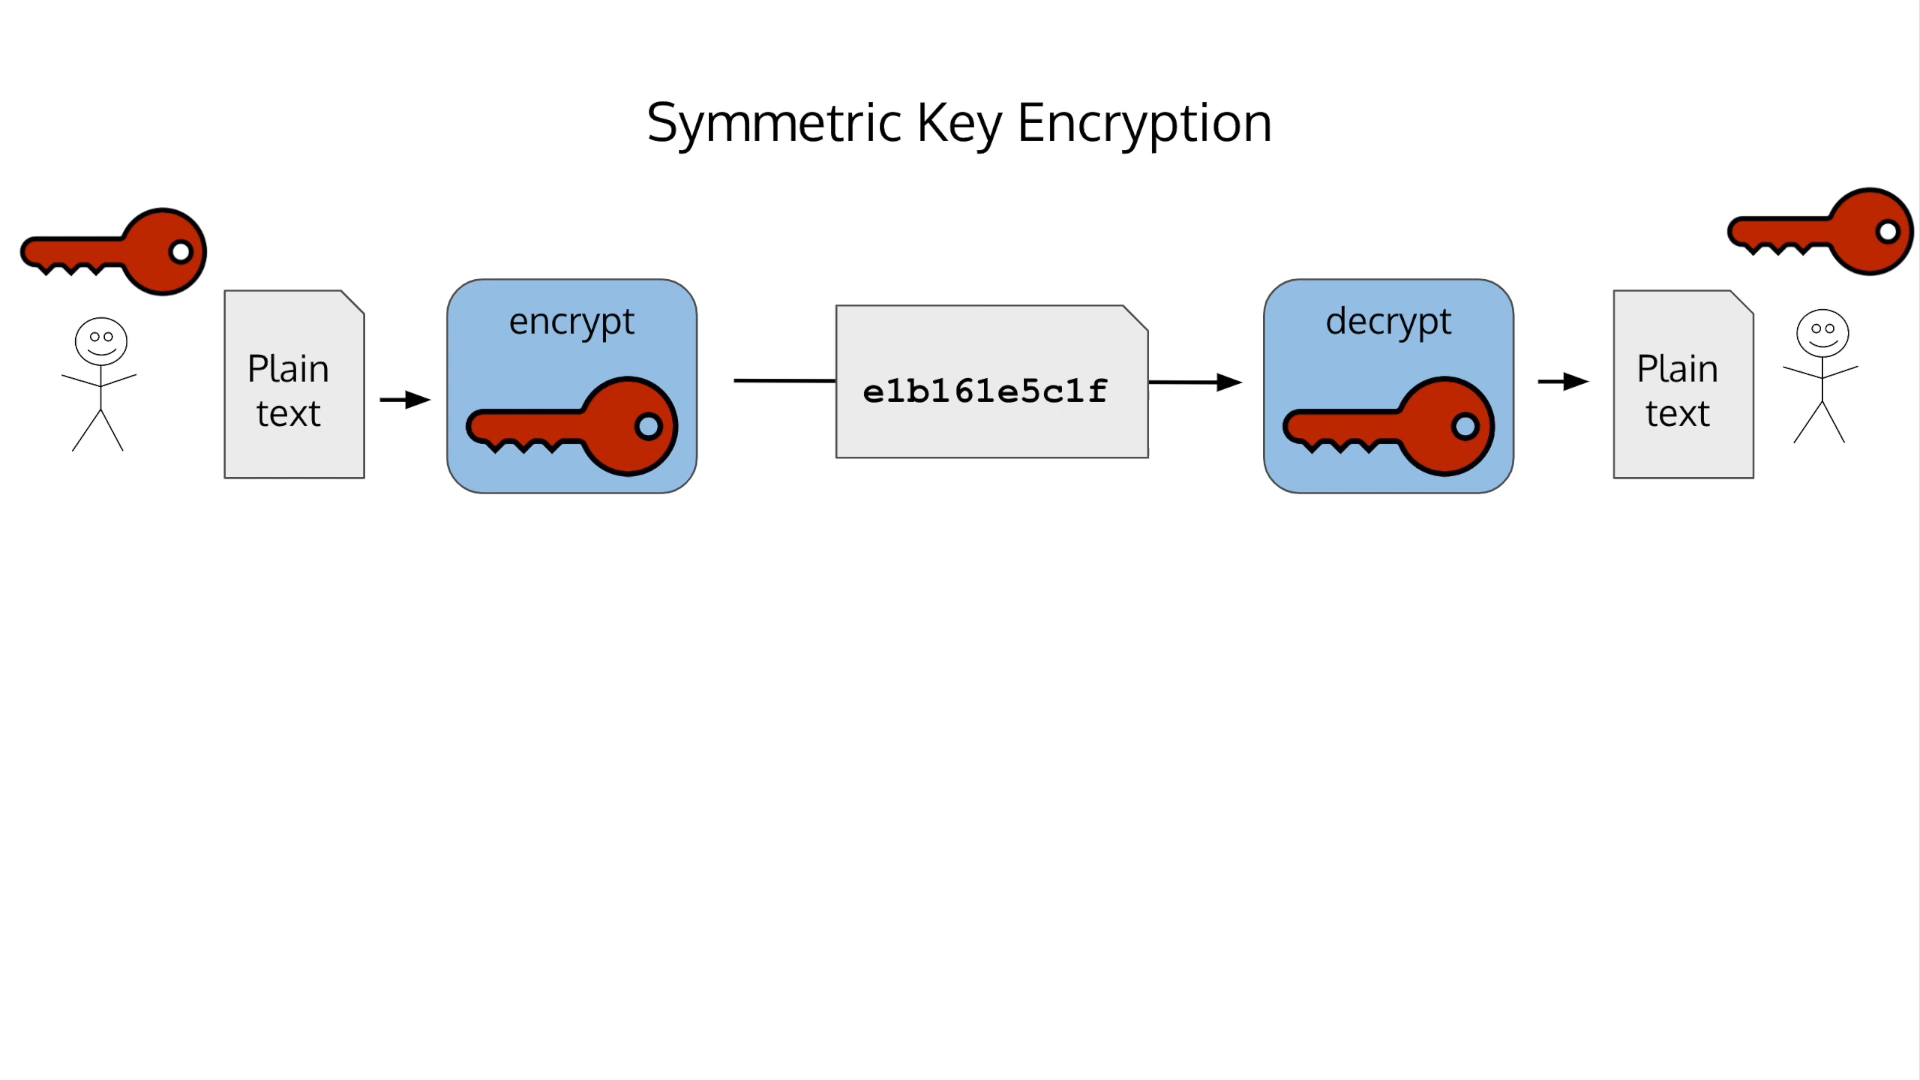 Symmetric Key Encryption
Plain
text
encrypt
e1b161e5c1f
decrypt
Plain
text